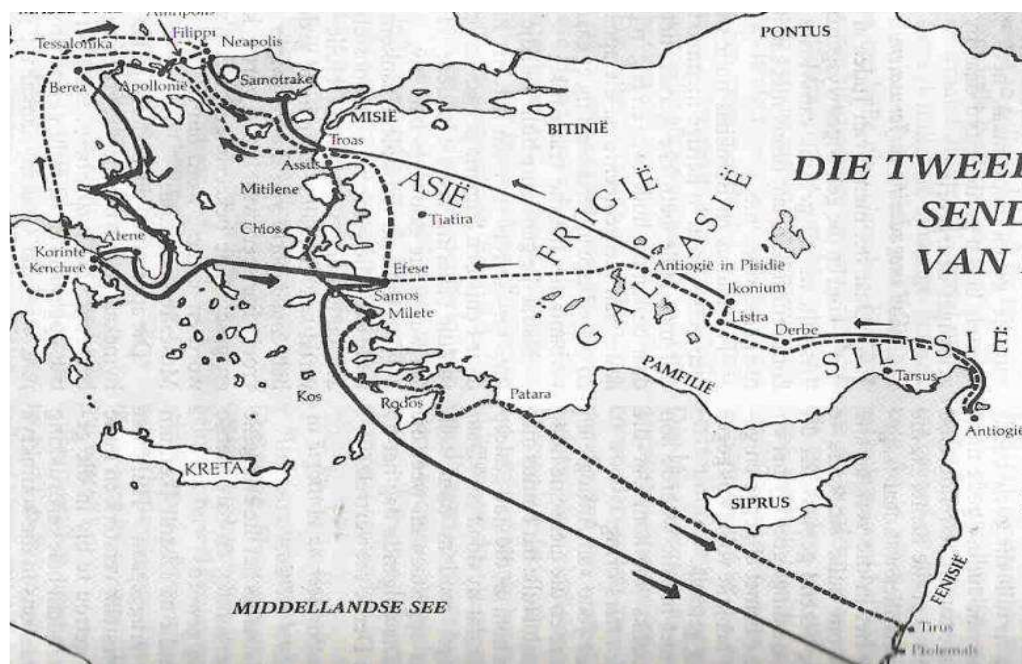 Tessalonika
Filippi
Neapolis
Berea
Apollonië
Samotrake
MISIË
BITINIË
PONTUS
Troas
Assus
Mitilene
ASIË
Tiatira
FRIGIË
GALASIË
DIE TWEE
SEND
VAN
Chios
Korinte
Kenchreë
Atene
Efese
Samos
Milete
Antiogië in Pisidië
Ikonium
Listra
Derbe
SILISIË
Tarsus
Antiogië
PAMFILIË
Kos
Rodos
Patara
KRETA
SIPRUS
FENISIË
MIDDELLANDSE SEE
Tirus
Ptolemaïs